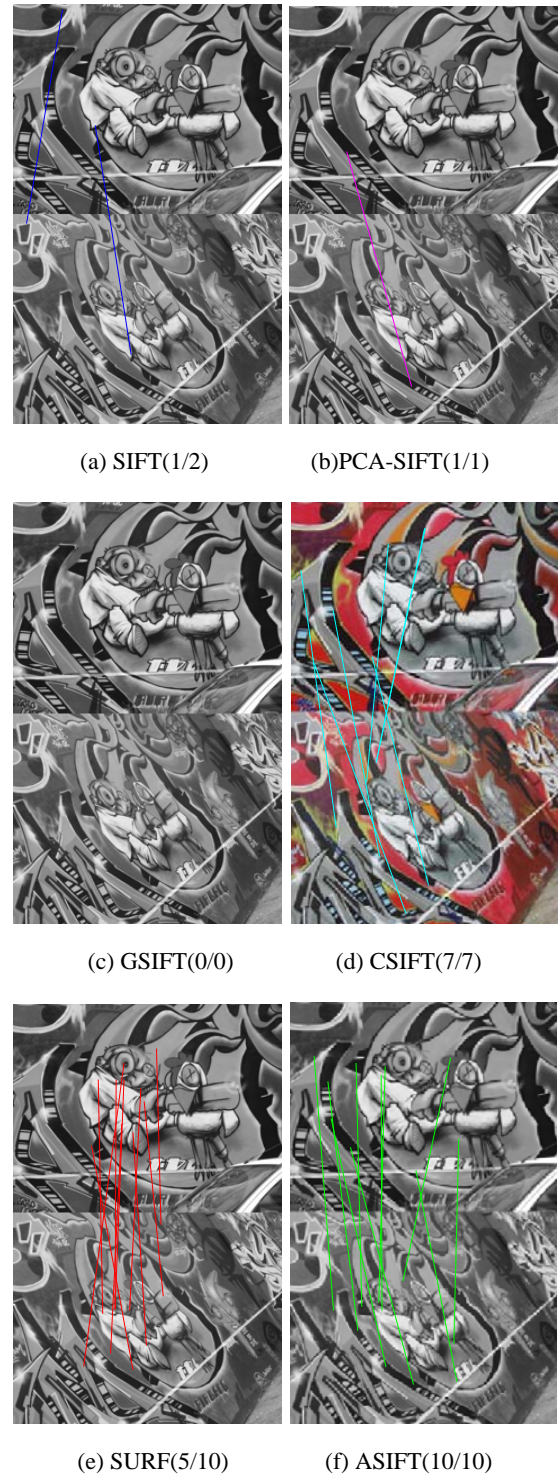 (a) SIFT(1/2)
(b)PCA-SIFT(1/1)
(c) GSIFT(0/0)
(d) CSIFT(7/7)
(e) SURF(5/10)
(f) ASIFT(10/10)